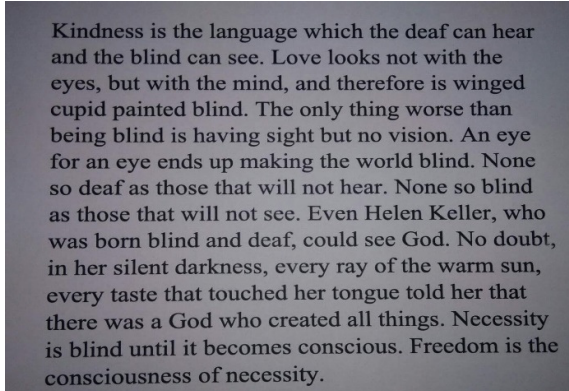 Kindness is the language which the deaf can hear
and the blind can see. Love looks not with the
eyes, but with the mind, and therefore is winged
cupid painted blind. The only thing worse than
being blind is having sight but no vision. An eye
for an eye ends up making the world blind. None
so deaf as those that will not hear. None so blind
as those that will not see. Even Helen Keller, who
was born blind and deaf, could see God. No doubt,
in her silent darkness, every ray of the warm sun,
every taste that touched her tongue told her that
there was a God who created all things. Necessity
is blind until it becomes conscious. Freedom is the
consciousness of necessity.